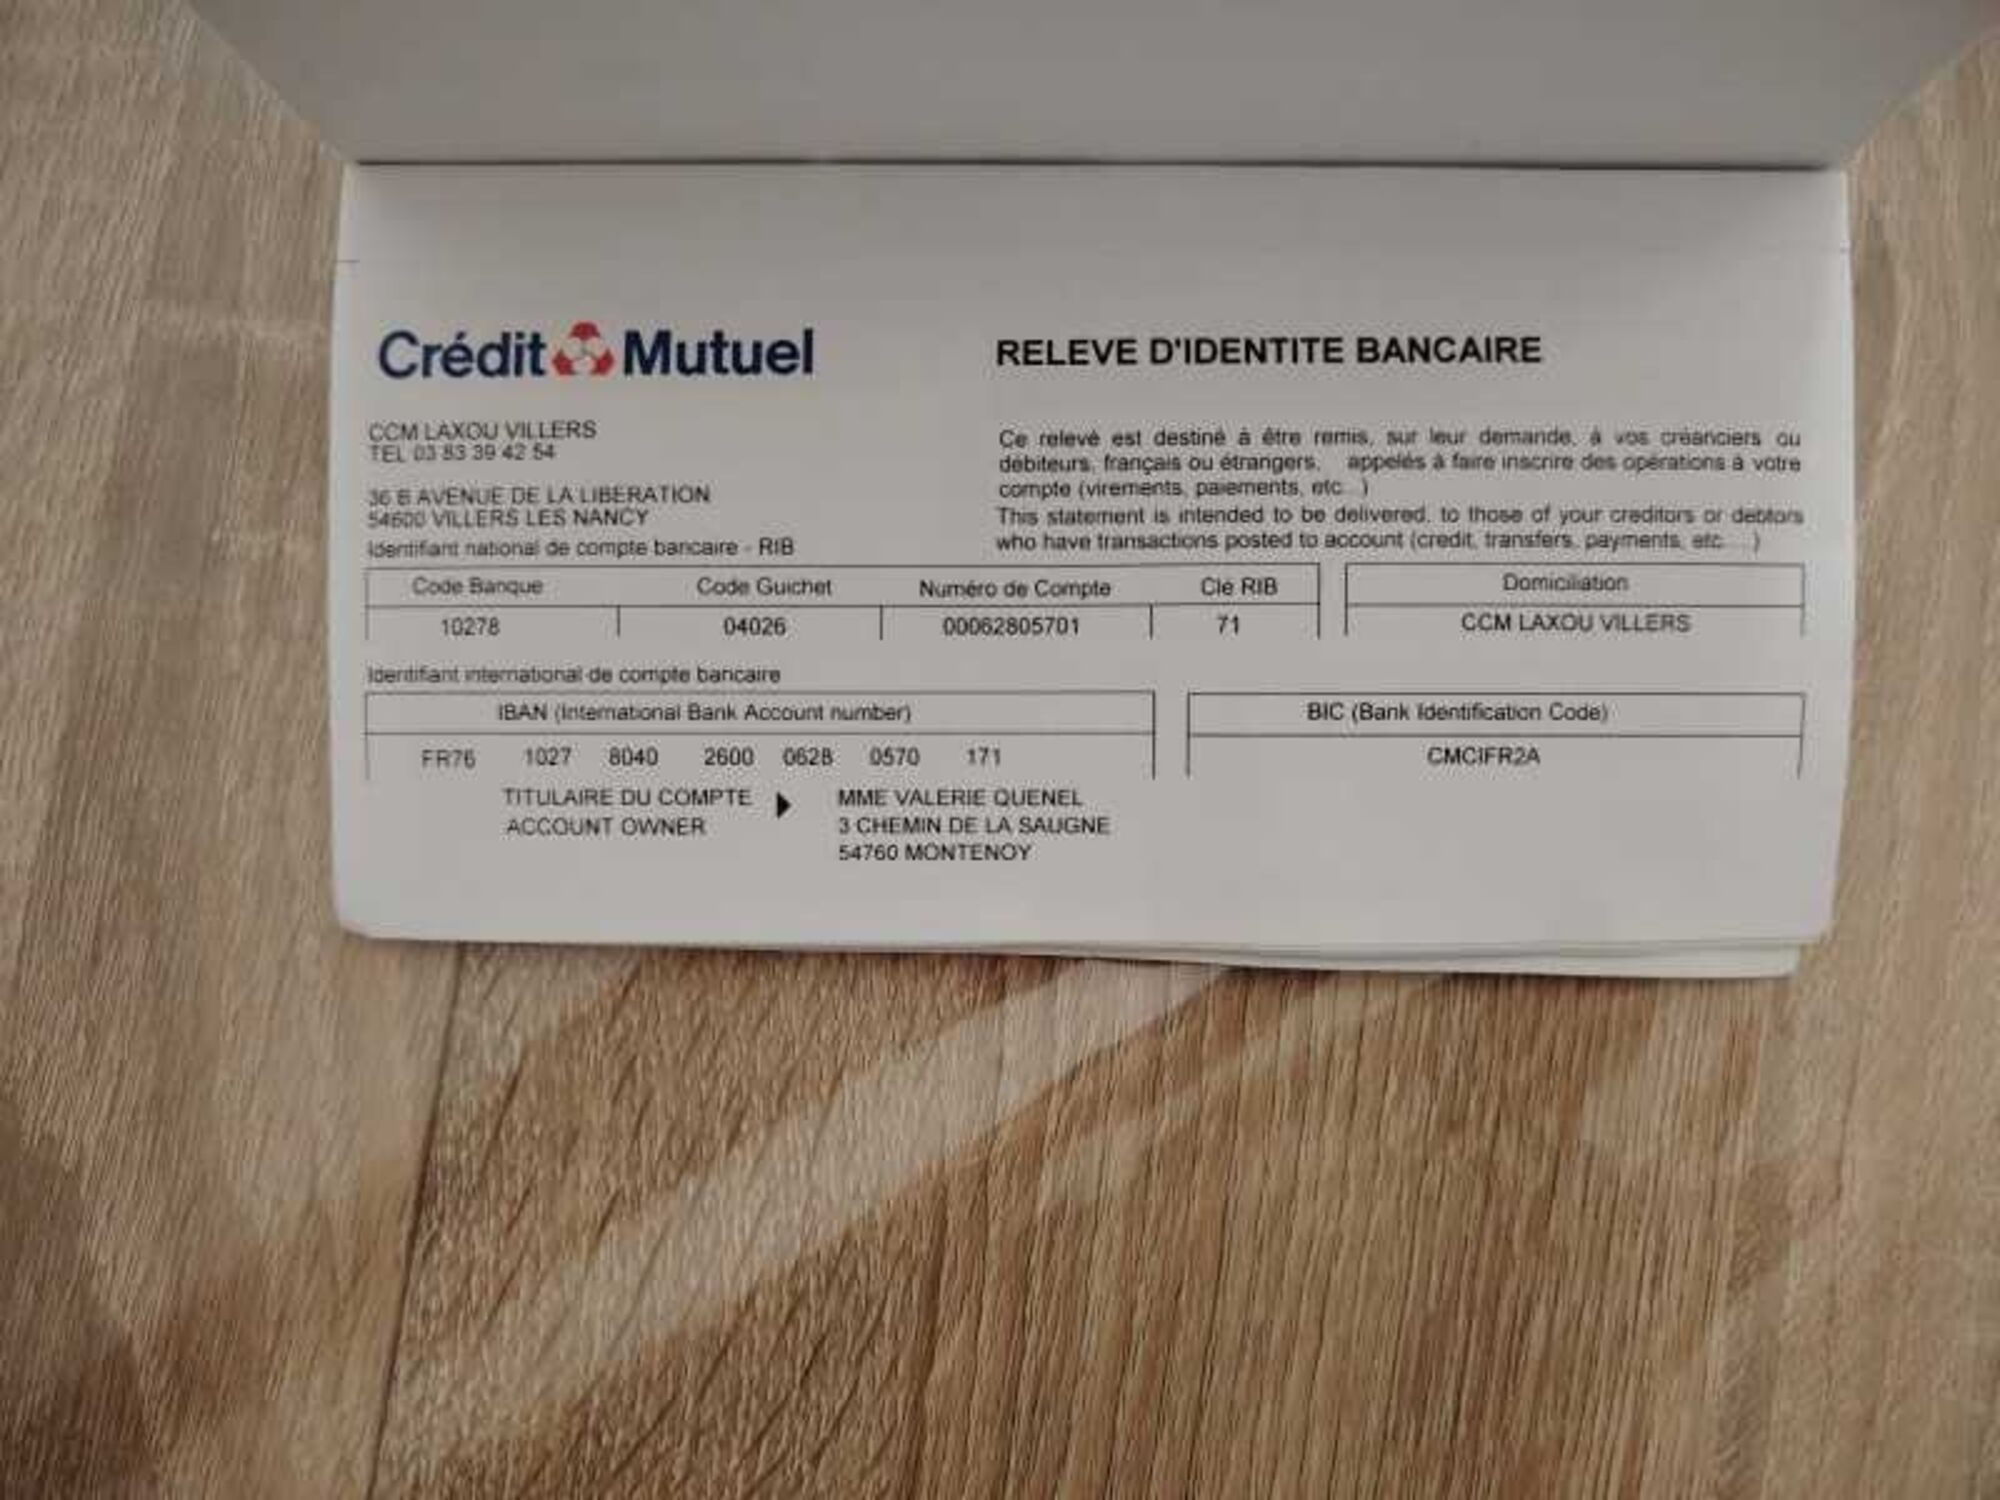 Crédit Mutuel
RELEVE D'IDENTITE BANCAIRE
CCM LAXOU VILLERS
TEL 03 83 39 42 54
36 B AVENUE DE LA LIBERATION
54600 VILLERS LES NANCY
Ce relevé est destiné à être remis, sur leur demande, à vos créanciers ou
débiteurs, français ou étrangers, appelés à faire inscrire des opérations à votre
compte (virements, paiements, etc...)
This statement is intended to be delivered, to those of your creditors or debtors
who have transactions posted to account (credit, transfers, payments, etc....)
Identifiant national de compte bancaire - RIB
Code Banque Code Guichet Numéro de Compte Clé RIB Domiciliation
10278 04026 00062805701 71 CCM LAXOU VILLERS
Identifiant international de compte bancaire
IBAN (International Bank Account number) BIC (Bank Identification Code)
FR76 1027 8040 2600 0628 0570 171 CMCIFR2A
TITULAIRE DU COMPTE MME VALERIE QUENEL
ACCOUNT OWNER 3 CHEMIN DE LA SAUGNE
54760 MONTENOY